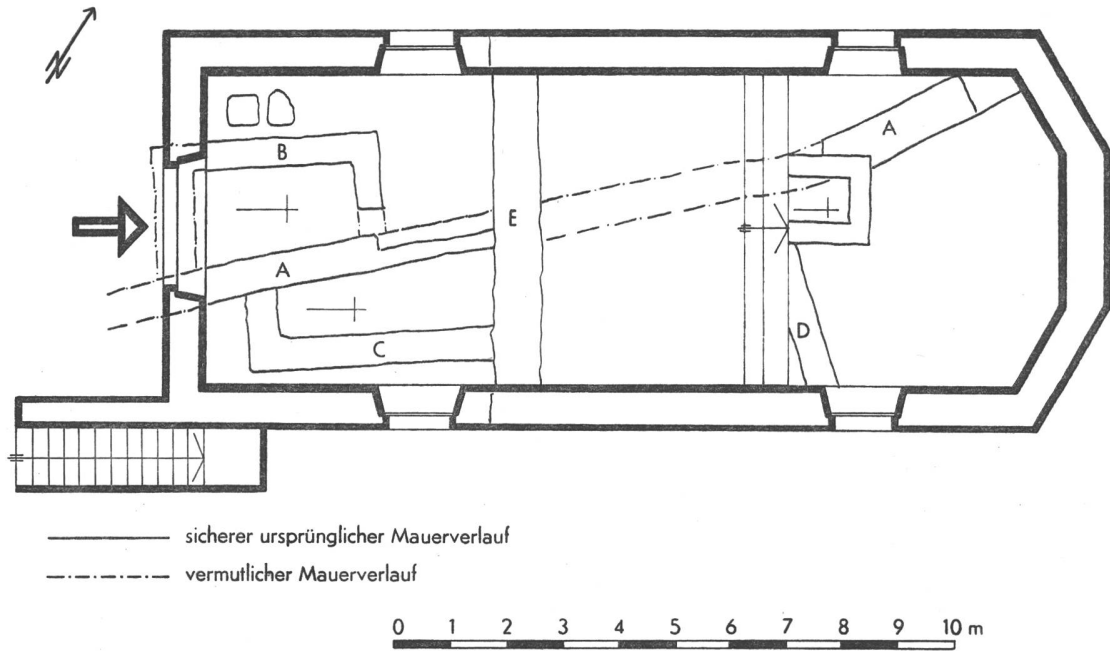 N
B
A
E
A
C
D
sicherer ursprünglicher Mauerverlauf
vermutlicher Mauerverlauf
0 1 2 3 4 5 6 7 8 9 10 m